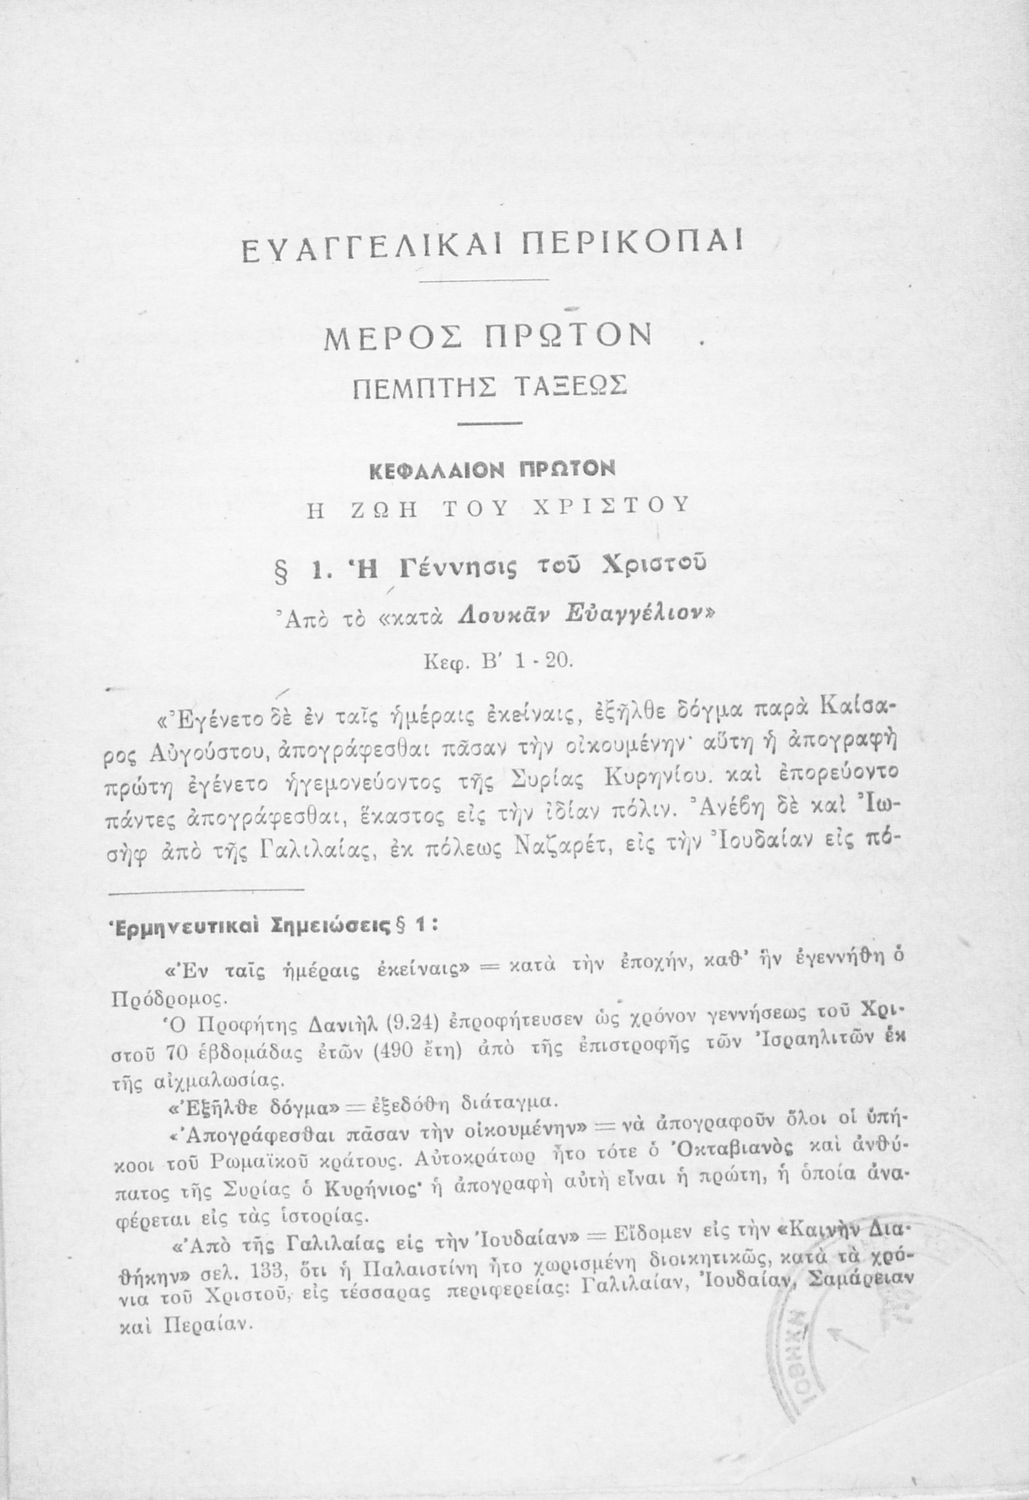 ΕΥΑΓΓΕΛΙΚΑΙ ΠΕΡΙΚΟΠΑΙ
ΜΕΡΟΣ ΠΡΩΤΟΝ
ΠΕΜΠΤΗΣ ΤΑΞΕΩΣ
ΚΕΦΑΛΑΙΟΝ ΠΡΩΤΟΝ
Η ΖΩΗ ΤΟΥ ΧΡΙΣΤΟΥ
§ 1. Ἡ Γέννησις τοῦ Χριστοῦ
Ἀπὸ τὸ «κατὰ Λουκᾶν Εὐαγγέλιον»
Κεφ. Β' 1 - 20.
«Ἐγένετο δὲ ἐν ταῖς ἡμέραις ἐκείναις, ἐξῆλθε δόγμα παρὰ Καίσα-
ρος Αὐγούστου, ἀπογράφεσθαι πᾶσαν τὴν οἰκουμένην· αὕτη ἡ ἀπογραφὴ
πρώτη ἐγένετο ἡγεμονεύοντος τῆς Συρίας Κυρηνίου. καὶ ἐπορεύοντο
πάντες ἀπογράφεσθαι, ἕκαστος εἰς τὴν ἰδίαν πόλιν. Ἀνέβη δὲ καὶ Ἰω-
σὴφ ἀπὸ τῆς Γαλιλαίας, ἐκ πόλεως Ναζαρέτ, εἰς τὴν Ἰουδαίαν εἰς πό-
Ἑρμηνευτικαὶ Σημειώσεις § 1:
«Ἐν ταῖς ἡμέραις ἐκείναις» = κατὰ τὴν ἐποχήν, καθ' ἣν ἐγεννήθη ὁ
Πρόδρομος.
Ὁ Προφήτης Δανιὴλ (9.24) ἐπροφήτευσεν ὡς χρόνον γεννήσεως τοῦ Χρι-
στοῦ 70 ἑβδομάδας ἐτῶν (490 ἔτη) ἀπὸ τῆς ἐπιστροφῆς τῶν Ἰσραηλιτῶν ἐκ
τῆς αἰχμαλωσίας.
«Ἐξῆλθε δόγμα» = ἐξεδόθη διάταγμα.
«Ἀπογράφεσθαι πᾶσαν τὴν οἰκουμένην» = νὰ ἀπογραφοῦν ὅλοι οἱ ὑπή-
κοοι τοῦ Ρωμαϊκοῦ κράτους. Αὐτοκράτωρ ἦτο τότε ὁ Ὀκταβιανὸς καὶ ἀνθύ-
πατος τῆς Συρίας ὁ Κυρήνιος· ἡ ἀπογραφὴ αὐτὴ εἶναι ἡ πρώτη, ἡ ὁποία ἀνα-
φέρεται εἰς τὰς ἱστορίας.
«Ἀπὸ τῆς Γαλιλαίας εἰς τὴν Ἰουδαίαν» = Εἴδομεν εἰς τὴν «Καινὴν Δια-
θήκην» σελ. 133, ὅτι ἡ Παλαιστίνη ἦτο χωρισμένη διοικητικῶς, κατὰ τὰ χρό-
νια τοῦ Χριστοῦ, εἰς τέσσαρας περιφερείας: Γαλιλαίαν, Ἰουδαίαν, Σαμάρειαν
καὶ Περαίαν.